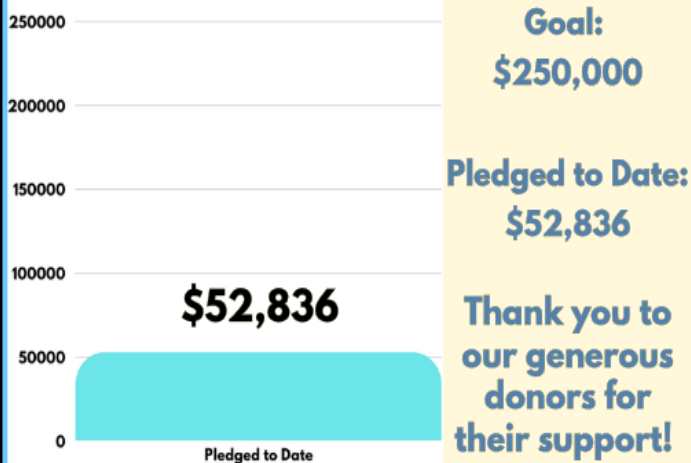 250000
200000
150000
100000
50000
0
$52,836
Pledged to Date
Goal:
$250,000
Pledged to Date:
$52,836
Thank you to
our generous
donors for
their support!